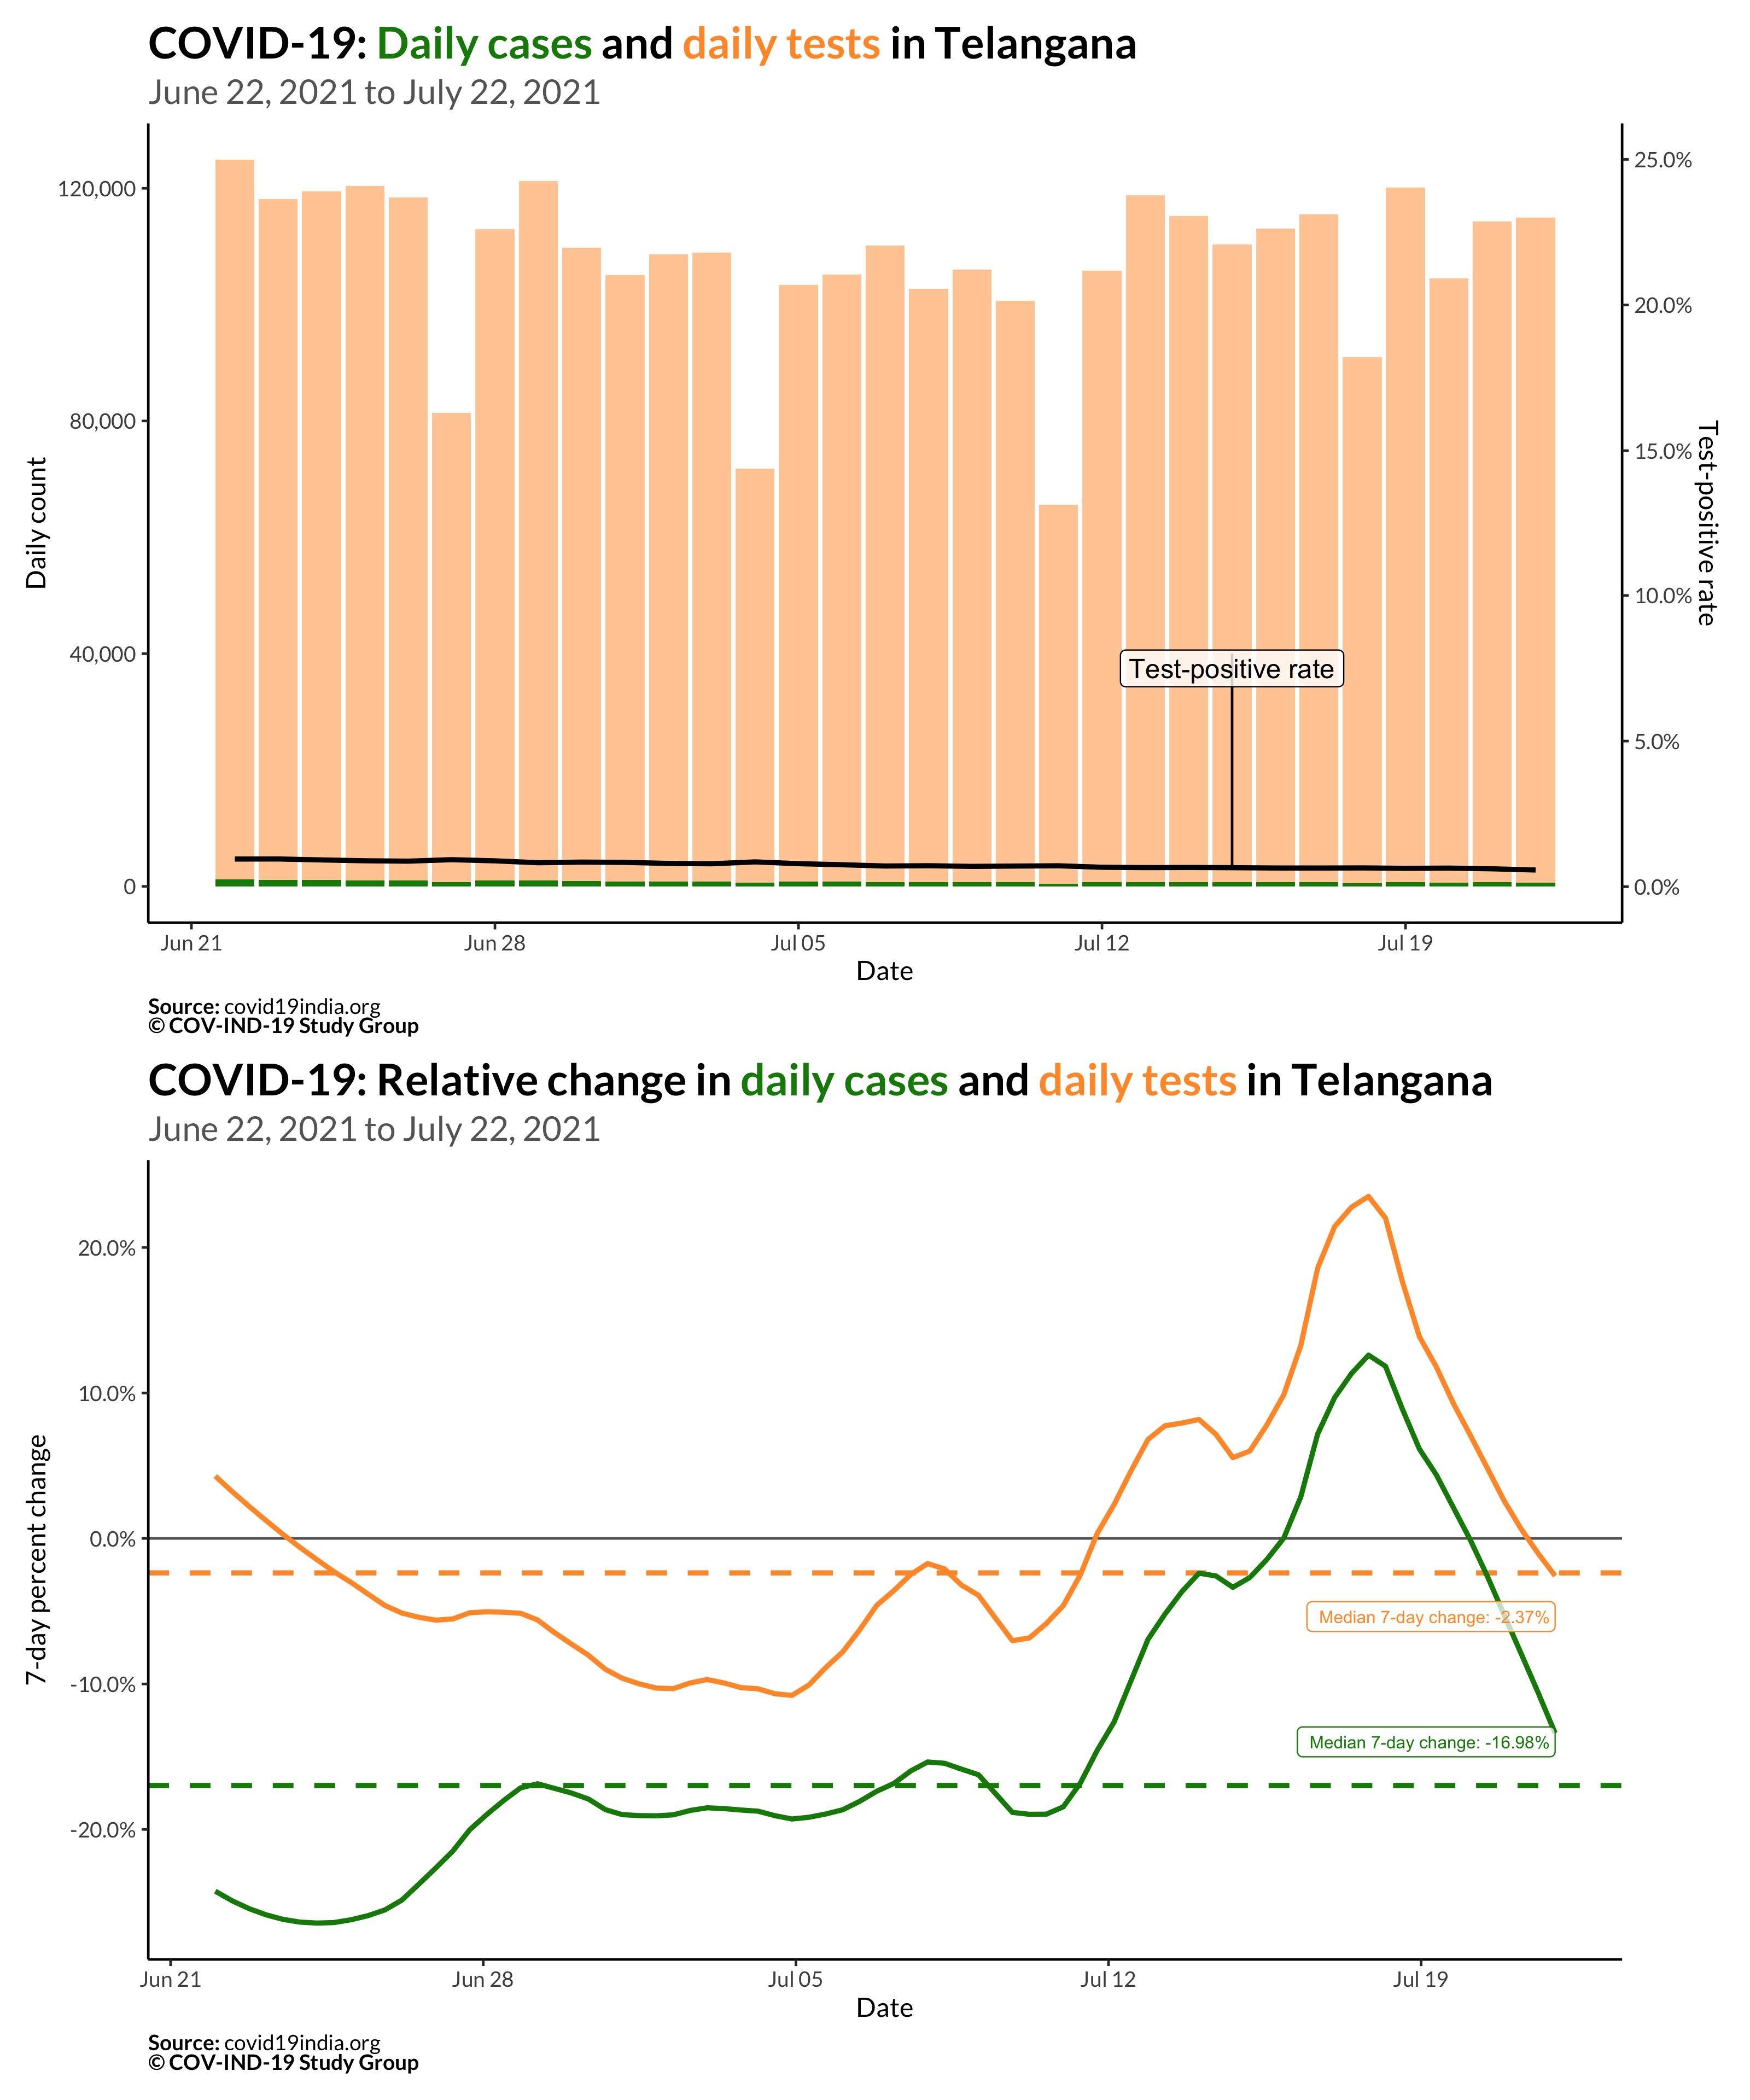 COVID-19: Daily cases and daily tests in Telangana
June 22, 2021 to July 22, 2021
120,000
80,000
40,000
0
Daily count
25.0%
20.0%
15.0%
10.0%
5.0%
0.0%
Test-positive rate
Test-positive rate
Jun 21
Jun 28
Jul 05
Jul 12
Jul 19
Date
Source: covid19india.org
© COV-IND-19 Study Group
COVID-19: Relative change in daily cases and daily tests in Telangana
June 22, 2021 to July 22, 2021
20.0%
10.0%
0.0%
-10.0%
-20.0%
7-day percent change
Median 7-day change: -2.37%
Median 7-day change: -16.98%
Jun 21
Jun 28
Jul 05
Jul 12
Jul 19
Date
Source: covid19india.org
© COV-IND-19 Study Group